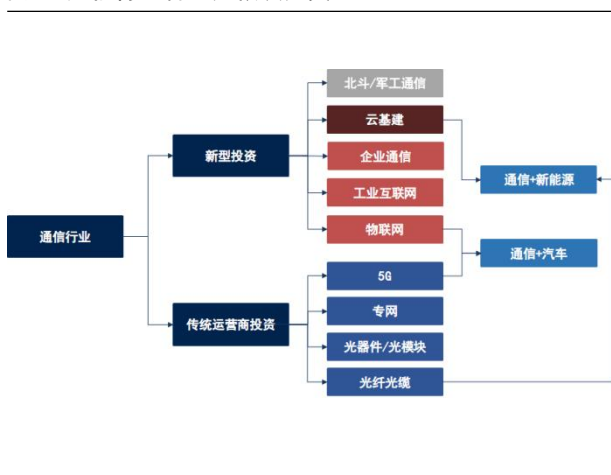 通信行业
新型投资
传统运营商投资
北斗/军工通信
云基建
企业通信
工业互联网
物联网
5G
专网
光器件/光模块
光纤光缆
通信+新能源
通信+汽车